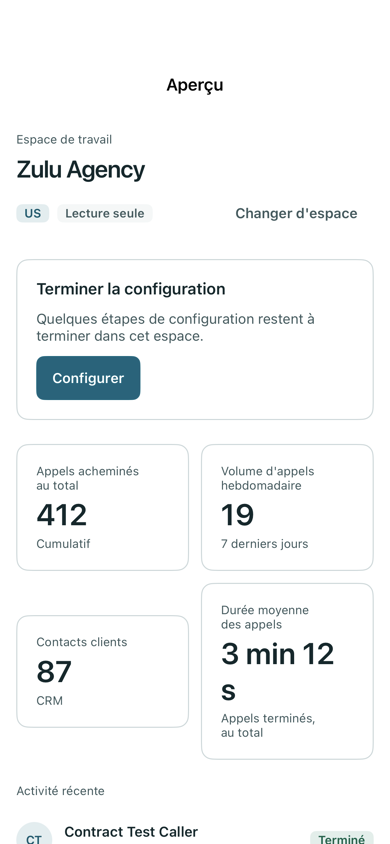 Aperçu
Espace de travail
Zulu Agency
US
Lecture seule
Changer d'espace
Terminer la configuration
Quelques étapes de configuration restent à
terminer dans cet espace.
Configurer
Appels acheminés
au total
412
Cumulatif
Volume d'appels
hebdomadaire
19
7 derniers jours
Contacts clients
87
CRM
Durée moyenne
des appels
3 min 12
s
Appels terminés,
au total
Activité récente
CT
Contract Test Caller
Terminé